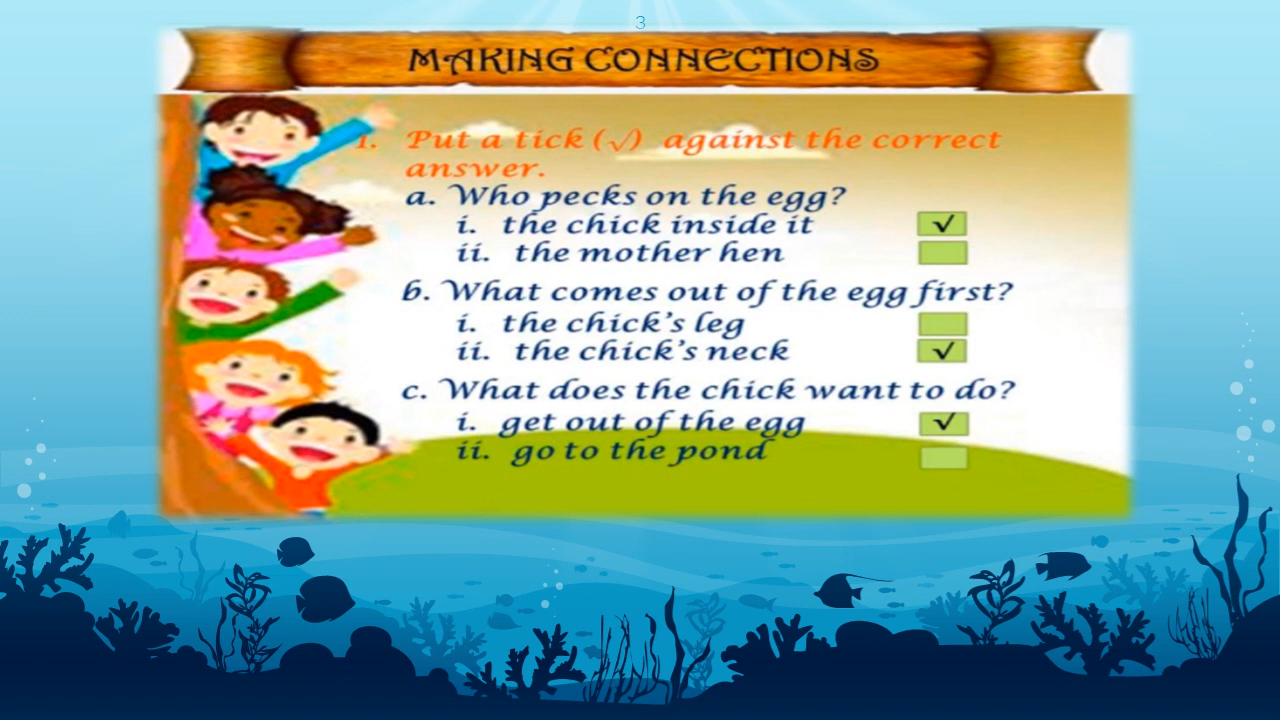 3
MAKING CONNECTIONS
1. Put a tick (√) against the correct
answer.
a. Who pecks on the egg?
i. the chick inside it √
ii. the mother hen
b. What comes out of the egg first?
i. the chick's leg
ii. the chick's neck √
c. What does the chick want to do?
i. get out of the egg √
ii. go to the pond